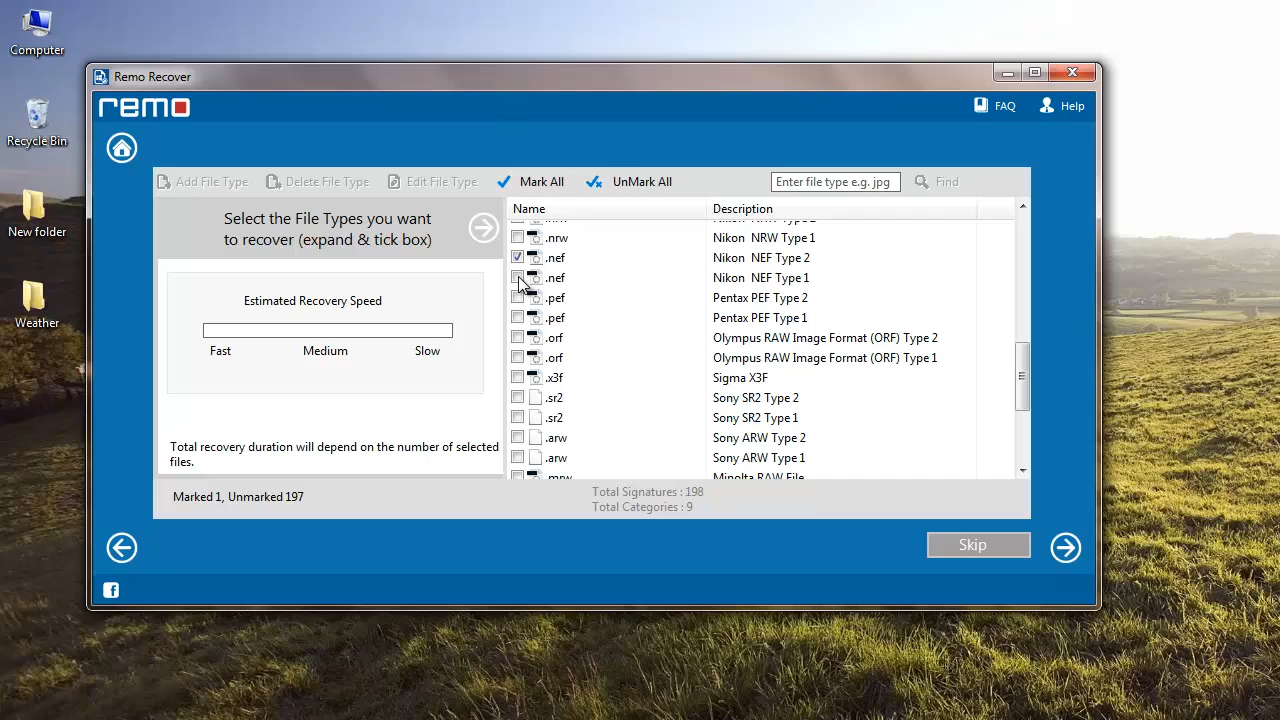 Computer
Recycle Bin
New folder
Weather
Remo Recover
remo
FAQ
Help
Add File Type
Delete File Type
Edit File Type
Mark All
UnMark All
Enter file type e.g. jpg
Find
Select the File Types you want
to recover (expand & tick box)
Estimated Recovery Speed
Fast Medium Slow
Total recovery duration will depend on the number of selected
files.
Name Description
.nrw Nikon NRW Type 1
.nef Nikon NEF Type 2
.nef Nikon NEF Type 1
.pef Pentax PEF Type 2
.pef Pentax PEF Type 1
.orf Olympus RAW Image Format (ORF) Type 2
.orf Olympus RAW Image Format (ORF) Type 1
.x3f Sigma X3F
.sr2 Sony SR2 Type 2
.sr2 Sony SR2 Type 1
.arw Sony ARW Type 2
.arw Sony ARW Type 1
.mrw Minolta RAW File
Marked 1, Unmarked 197
Total Signatures : 198
Total Categories : 9
Skip
f